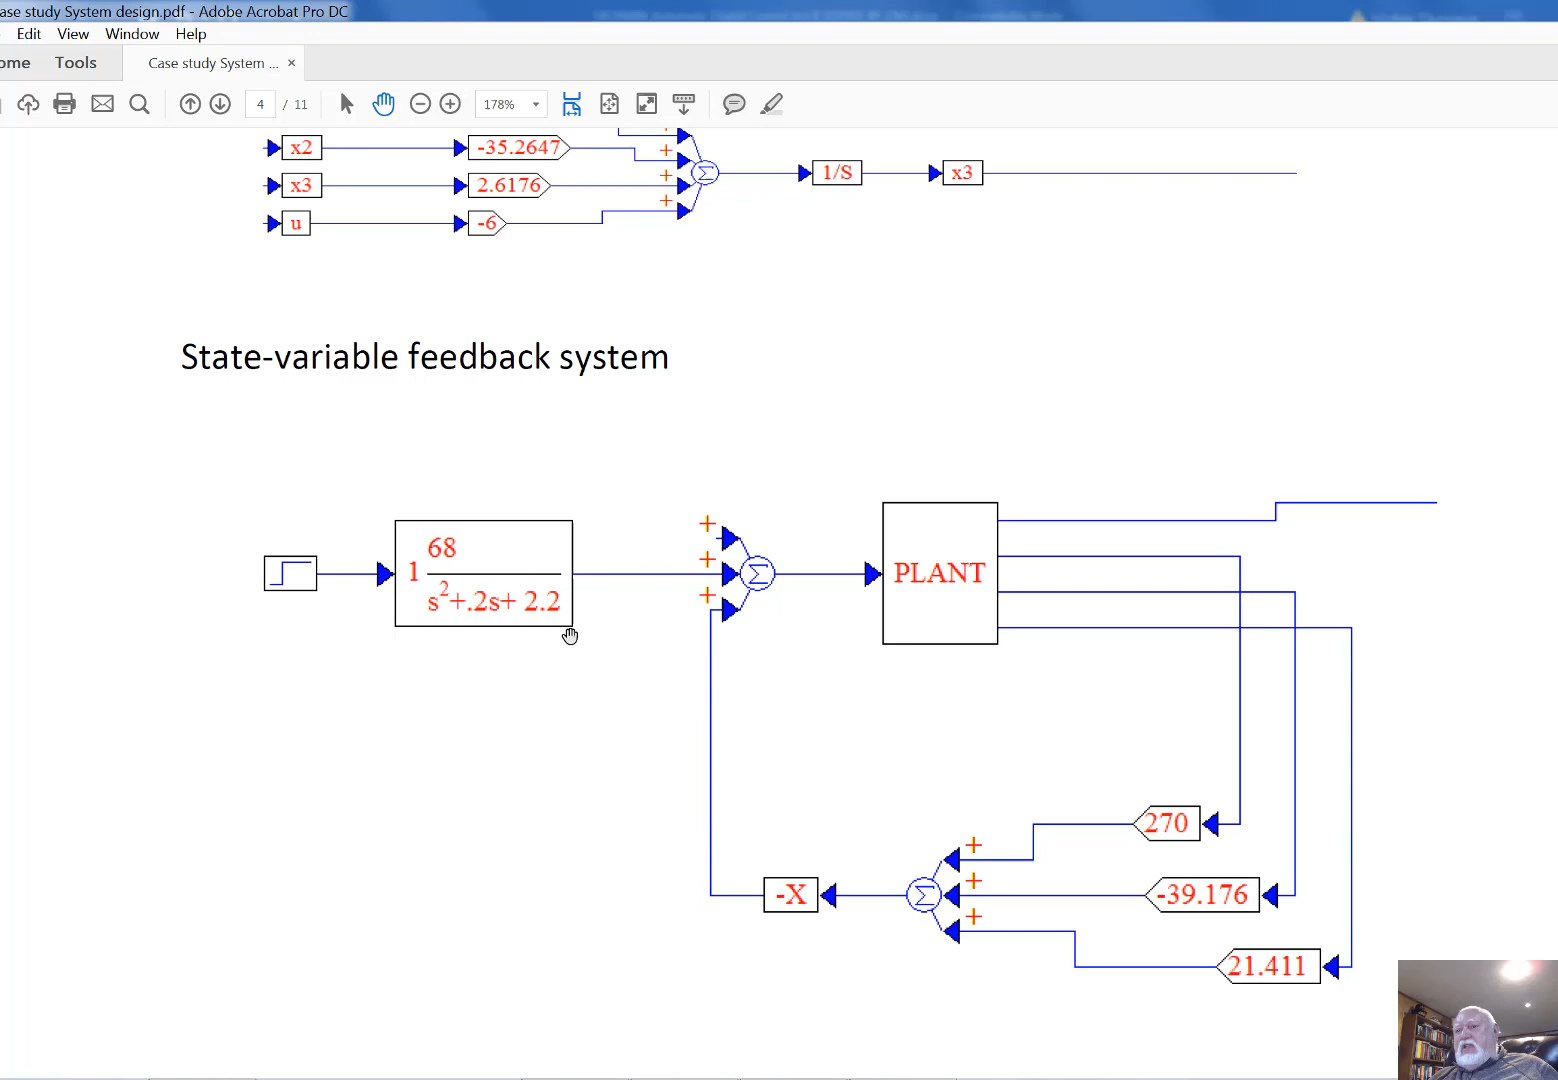 ase study System design.pdf - Adobe Acrobat Pro DC
Edit View Window Help
ome Tools Case study System ... ×
4 / 11 178%
x2 -35.2647 +
x3 2.6176 + Σ 1/S x3
u -6 +
State-variable feedback system
68
1
s²+.2s+ 2.2
+
+ Σ PLANT
+
270
+
-X Σ + -39.176
+
21.411